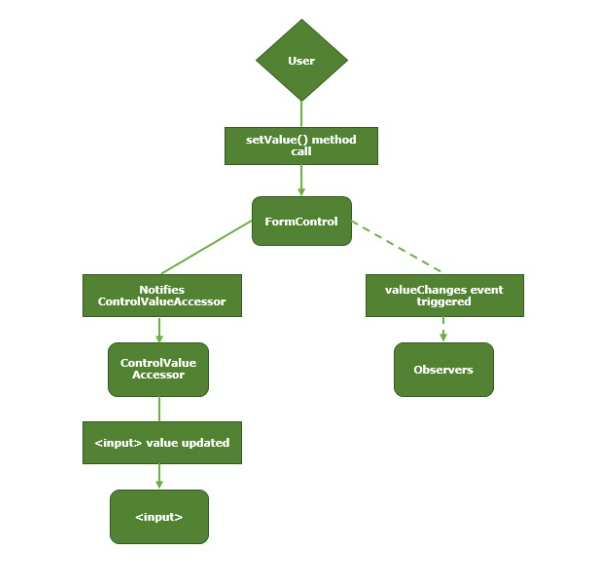 User
setValue() method
call
FormControl
Notifies
ControlValueAccessor
valueChanges event
triggered
ControlValue
Accessor
Observers
<input> value updated
<input>